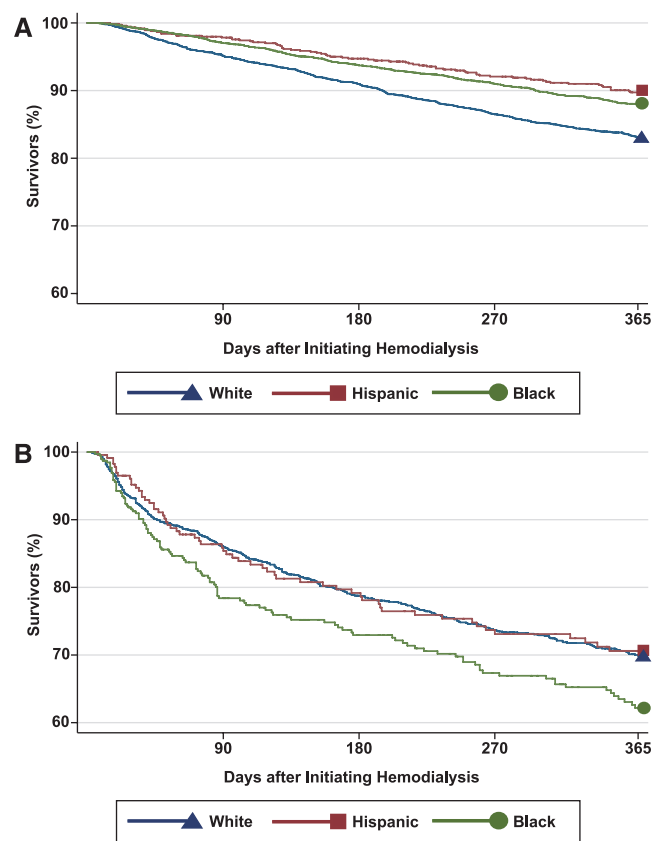 A
100
90
80
70
60
Survivors (%)
90 180 270 365
Days after Initiating Hemodialysis
White Hispanic Black
B
100
90
80
70
60
Survivors (%)
90 180 270 365
Days after Initiating Hemodialysis
White Hispanic Black